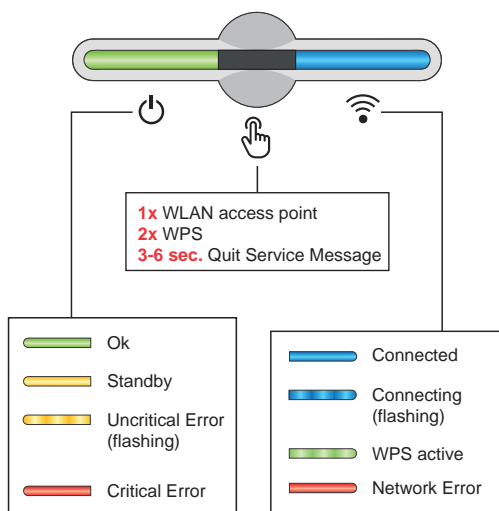 1x WLAN access point
2x WPS
3-6 sec. Quit Service Message
Ok
Standby
Uncritical Error
(flashing)
Critical Error
Connected
Connecting
(flashing)
WPS active
Network Error